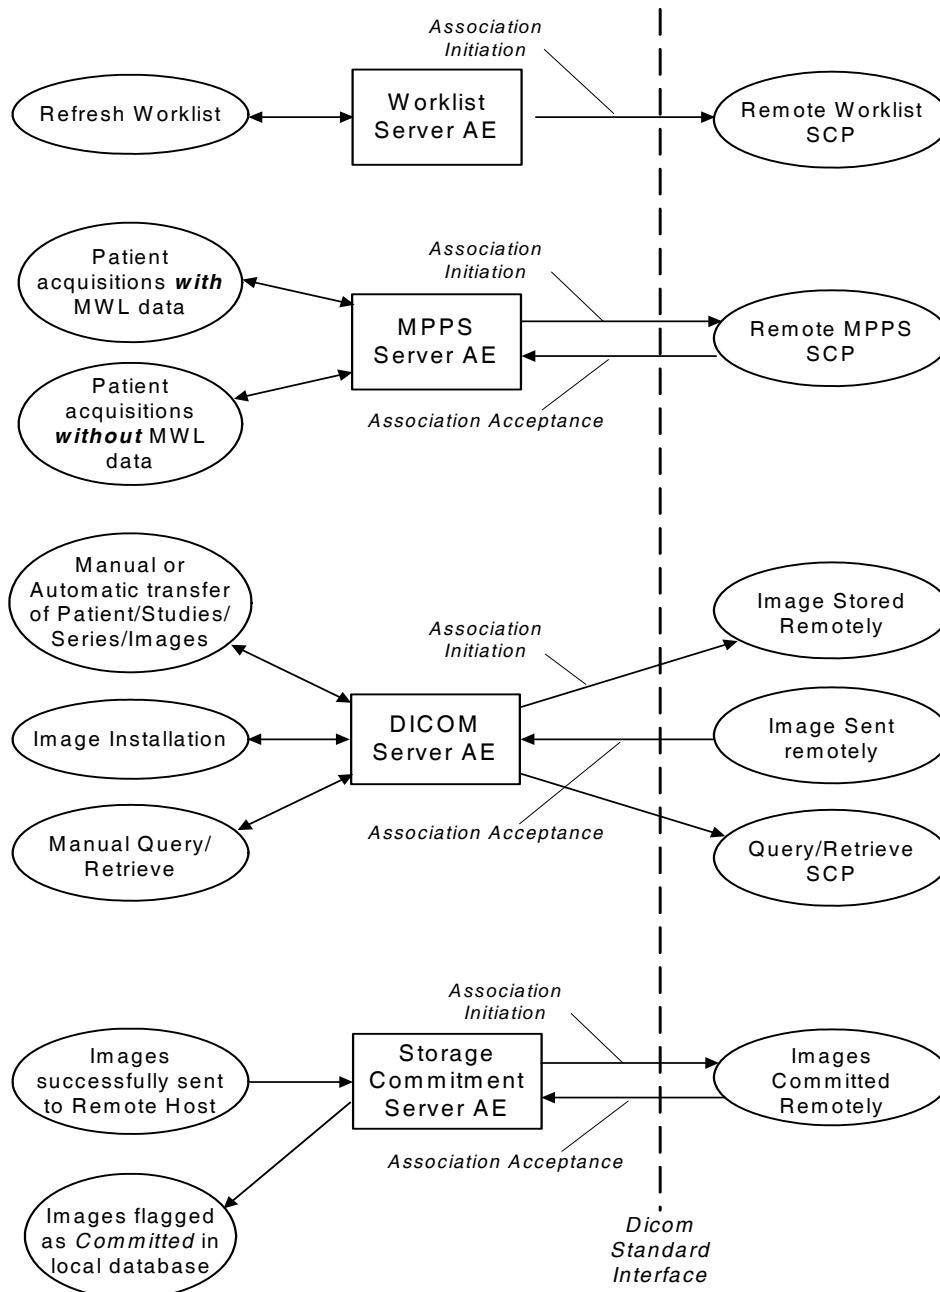 Association
Initiation
Refresh Worklist
Worklist
Server AE
Remote Worklist
SCP
Patient
acquisitions with
MWL data
Association
Initiation
MPPS
Server AE
Remote MPPS
SCP
Patient
acquisitions
without MWL
data
Association Acceptance
Manual or
Automatic transfer
of Patient/Studies/
Series/Images
Association
Initiation
Image Stored
Remotely
Image Installation
DICOM
Server AE
Image Sent
remotely
Manual Query/
Retrieve
Association Acceptance
Query/Retrieve
SCP
Association
Initiation
Images
successfully sent
to Remote Host
Storage
Commitment
Server AE
Images
Committed
Remotely
Association Acceptance
Images flagged
as Committed in
local database
Dicom
Standard
Interface